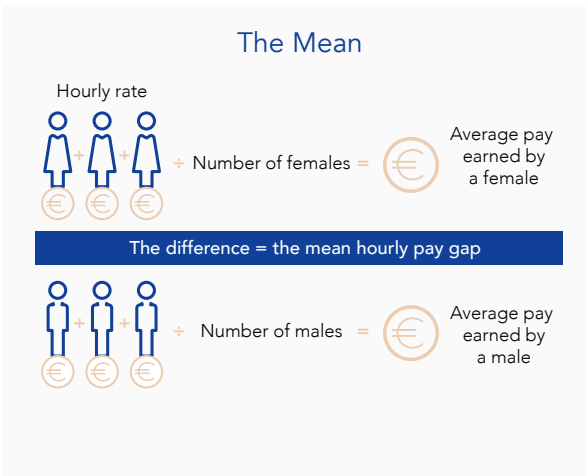 The Mean
Hourly rate
+ + ÷ Number of females = €
Average pay
earned by
a female
€ € €
The difference = the mean hourly pay gap
+ + ÷ Number of males = €
Average pay
earned by
a male
€ € €